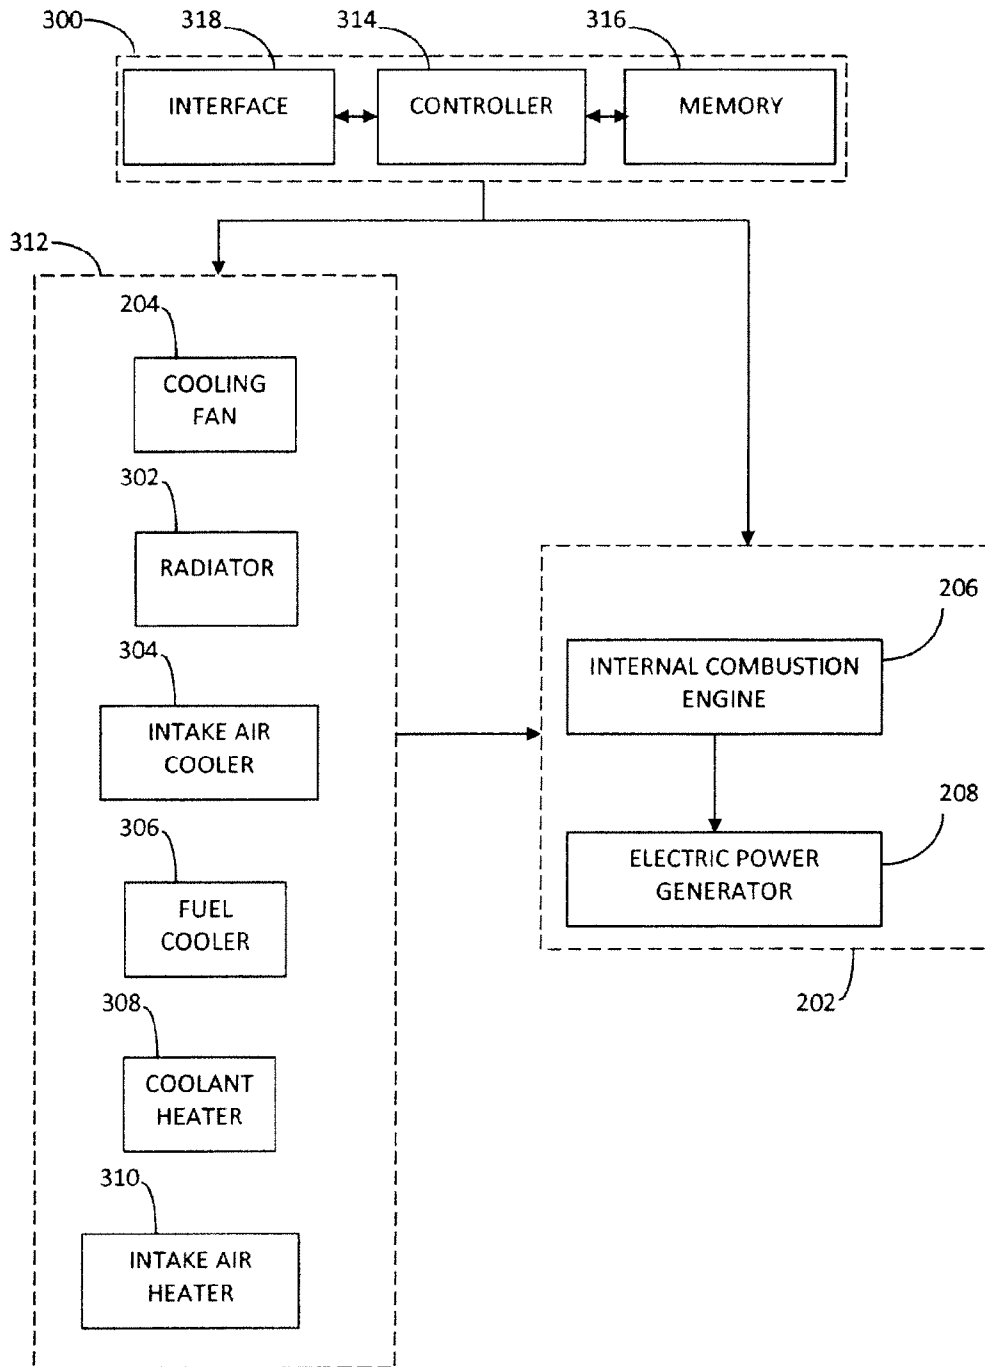 300
318
314
316
INTERFACE
CONTROLLER
MEMORY
312
204
COOLING
FAN
302
RADIATOR
304
INTAKE AIR
COOLER
306
FUEL
COOLER
308
COOLANT
HEATER
310
INTAKE AIR
HEATER
206
INTERNAL COMBUSTION
ENGINE
208
ELECTRIC POWER
GENERATOR
202